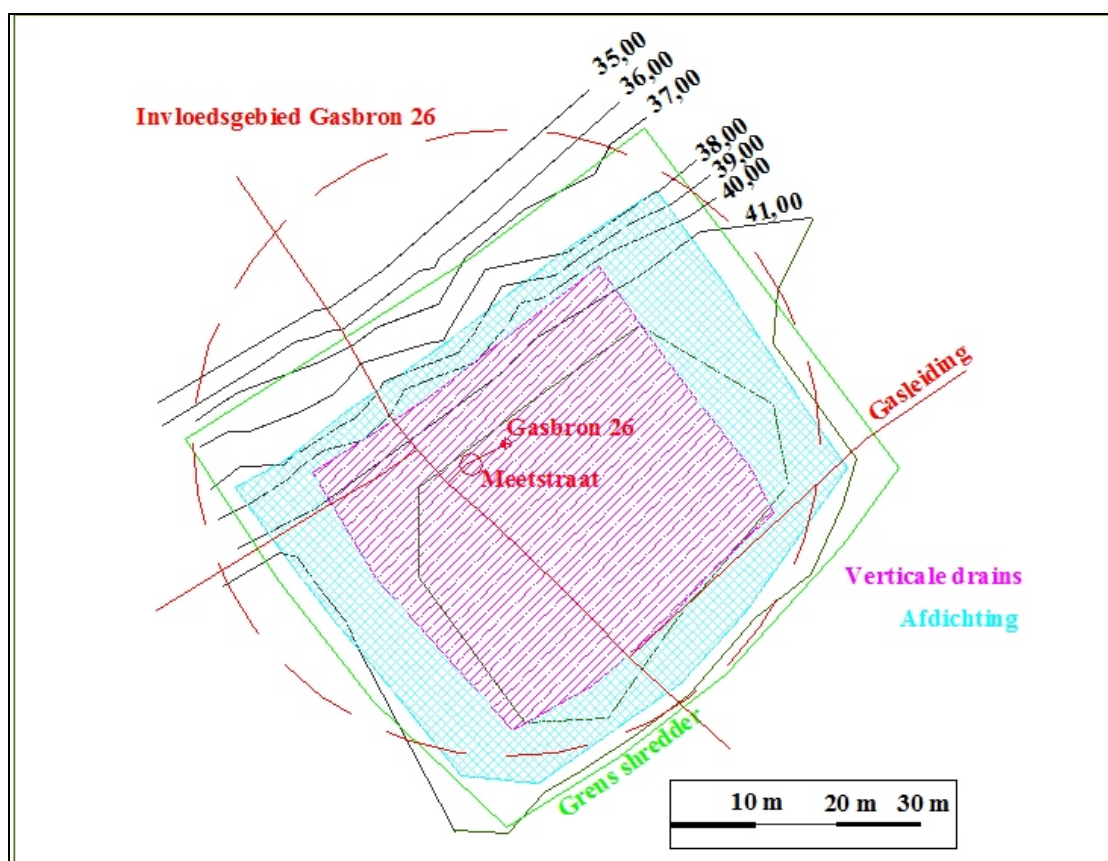 35,00
36,00
37,00
Invloedsgebied Gasbron 26
38,00
39,00
40,00
41,00
Gasleiding
Gasbron 26
Meetstraat
Verticale drains
Afdichting
Grens shredder
10 m 20 m 30 m